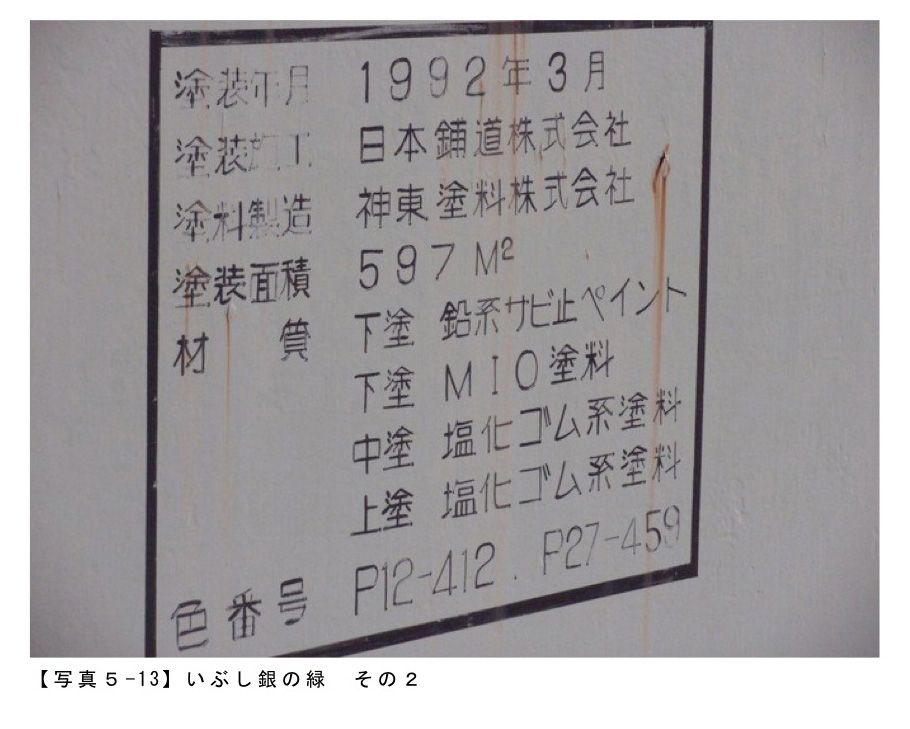 塗装年月 1992年3月
塗装施工 日本鋪道株式会社
塗料製造 神東塗料株式会社
塗装面積 597 M²
材質 下塗 鉛系サビ止ペイント
下塗 MIO塗料
中塗 塩化ゴム系塗料
上塗 塩化ゴム系塗料
色番号 P12-412. P27-459
【写真5-13】いぶし銀の緑 その2